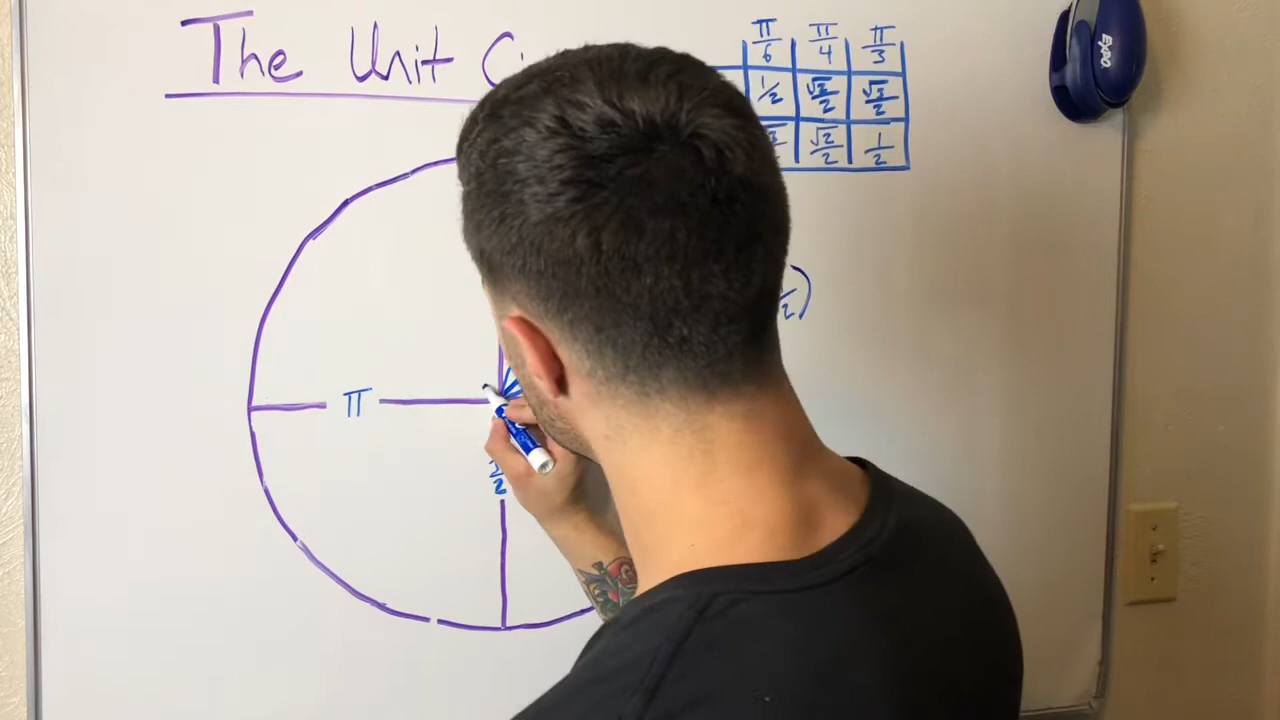 The Unit
π/6 π/4 π/3
1/2 √2/2 √3/2
√2/2 1/2
π
EXPO